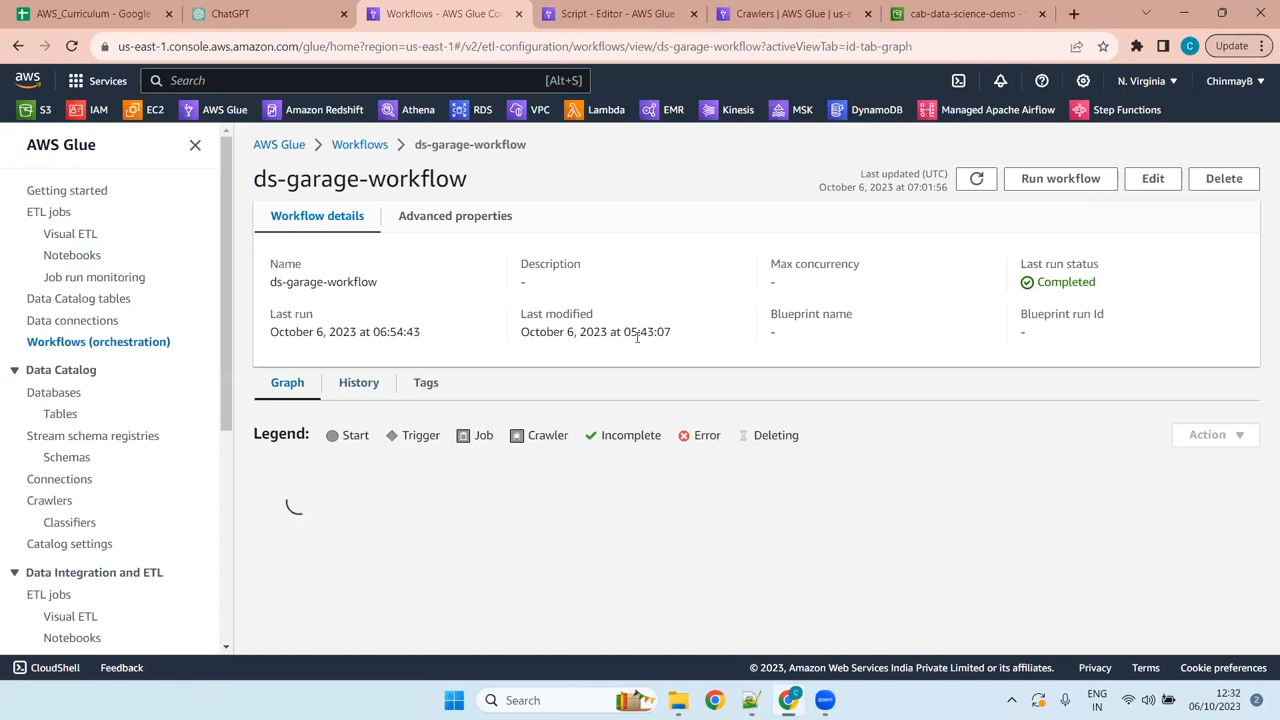 AWS_Curriculum - Google
ChatGPT
Workflows - AWS Glue Co
Script - Editor - AWS Glue
Crawlers | AWS Glue | us-e
cab-data-science-demo -
us-east-1.console.aws.amazon.com/glue/home?region=us-east-1#/v2/etl-configuration/workflows/view/ds-garage-workflow?activeViewTab=id-tab-graph
C
Update
aws
Services
Search
[Alt+S]
N. Virginia
ChinmayB
S3
IAM
EC2
AWS Glue
Amazon Redshift
Athena
RDS
VPC
Lambda
EMR
Kinesis
MSK
DynamoDB
Managed Apache Airflow
Step Functions
AWS Glue
Getting started
ETL jobs
Visual ETL
Notebooks
Job run monitoring
Data Catalog tables
Data connections
Workflows (orchestration)
Data Catalog
Databases
Tables
Stream schema registries
Schemas
Connections
Crawlers
Classifiers
Catalog settings
Data Integration and ETL
ETL jobs
Visual ETL
Notebooks
AWS Glue
Workflows
ds-garage-workflow
ds-garage-workflow
Last updated (UTC)
October 6, 2023 at 07:01:56
Run workflow
Edit
Delete
Workflow details
Advanced properties
Name
ds-garage-workflow
Description
-
Max concurrency
-
Last run status
Completed
Last run
October 6, 2023 at 06:54:43
Last modified
October 6, 2023 at 05:43:07
Blueprint name
-
Blueprint run Id
-
Graph
History
Tags
Legend:
Start
Trigger
Job
Crawler
Incomplete
Error
Deleting
Action
CloudShell
Feedback
© 2023, Amazon Web Services India Private Limited or its affiliates.
Privacy
Terms
Cookie preferences
Search
C
zoom
ENG
IN
12:32
06/10/2023
2